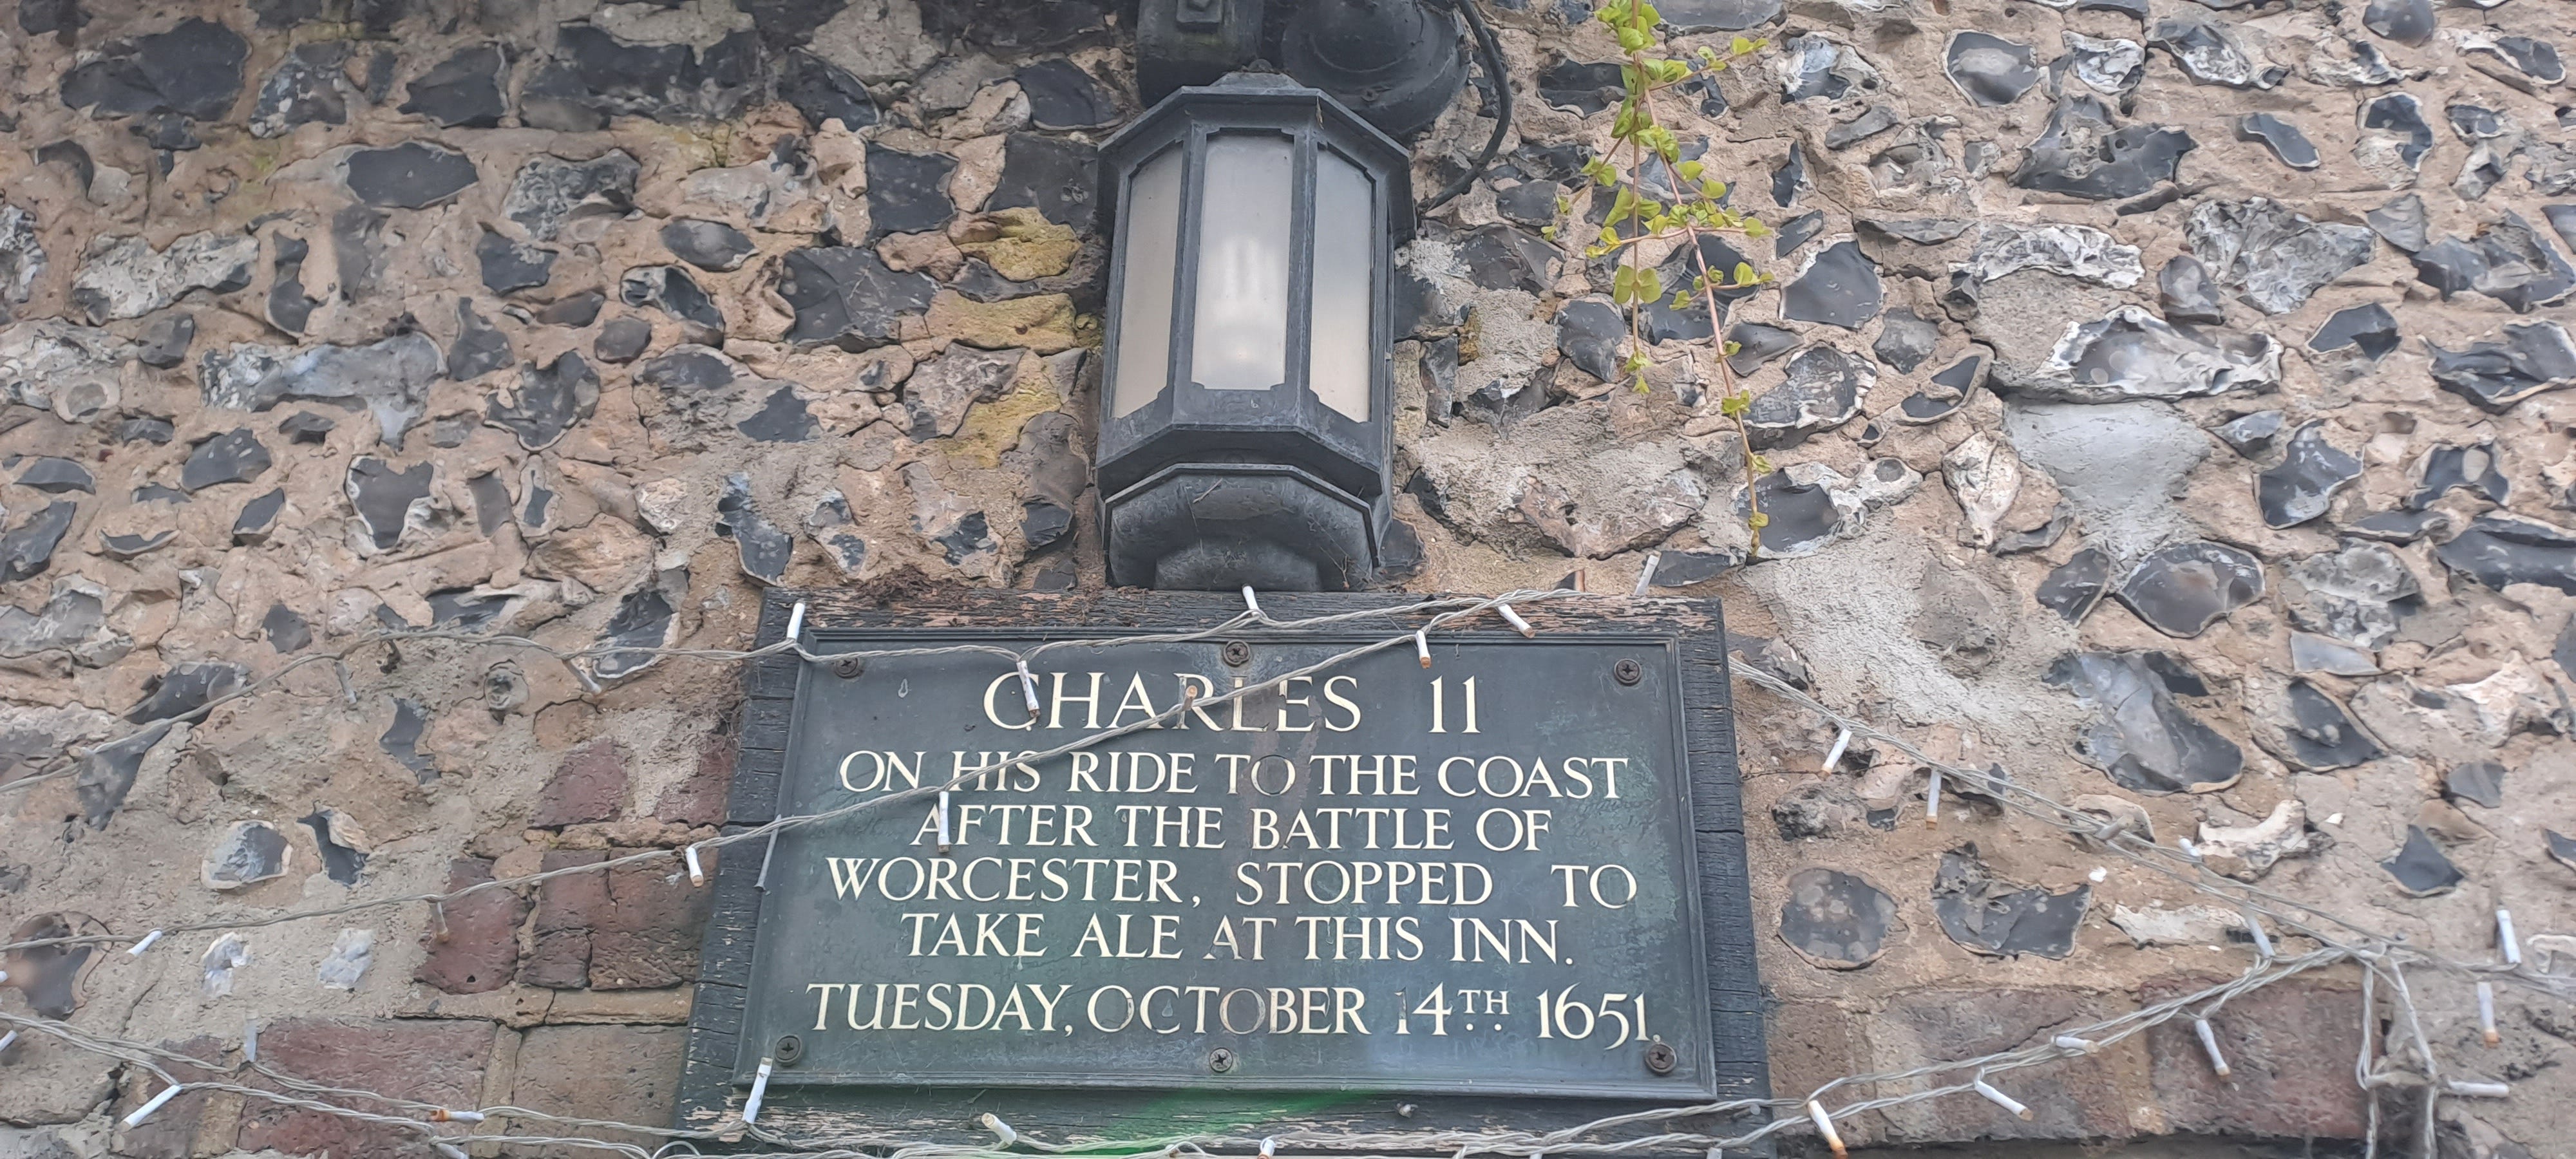 CHARLES 11
ON HIS RIDE TO THE COAST
AFTER THE BATTLE OF
WORCESTER, STOPPED TO
TAKE ALE AT THIS INN.
TUESDAY, OCTOBER 14TH 1651.